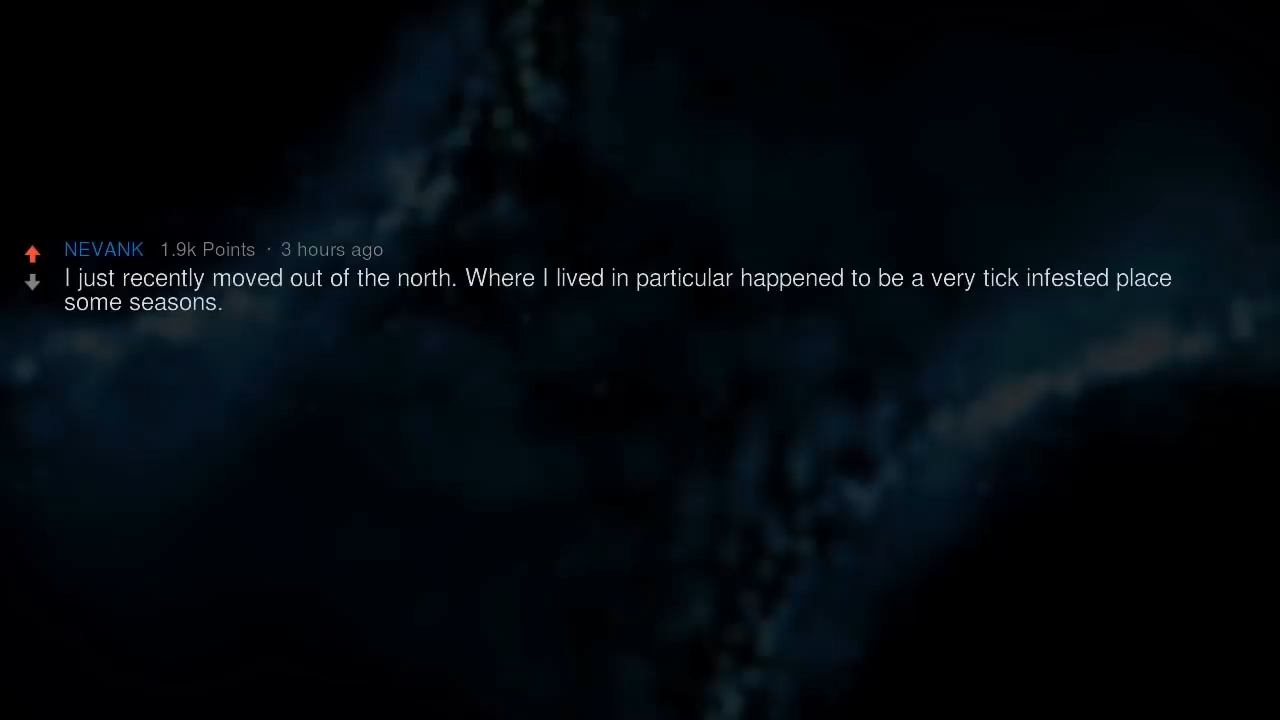 NEVANK 1.9k Points · 3 hours ago
I just recently moved out of the north. Where I lived in particular happened to be a very tick infested place
some seasons.